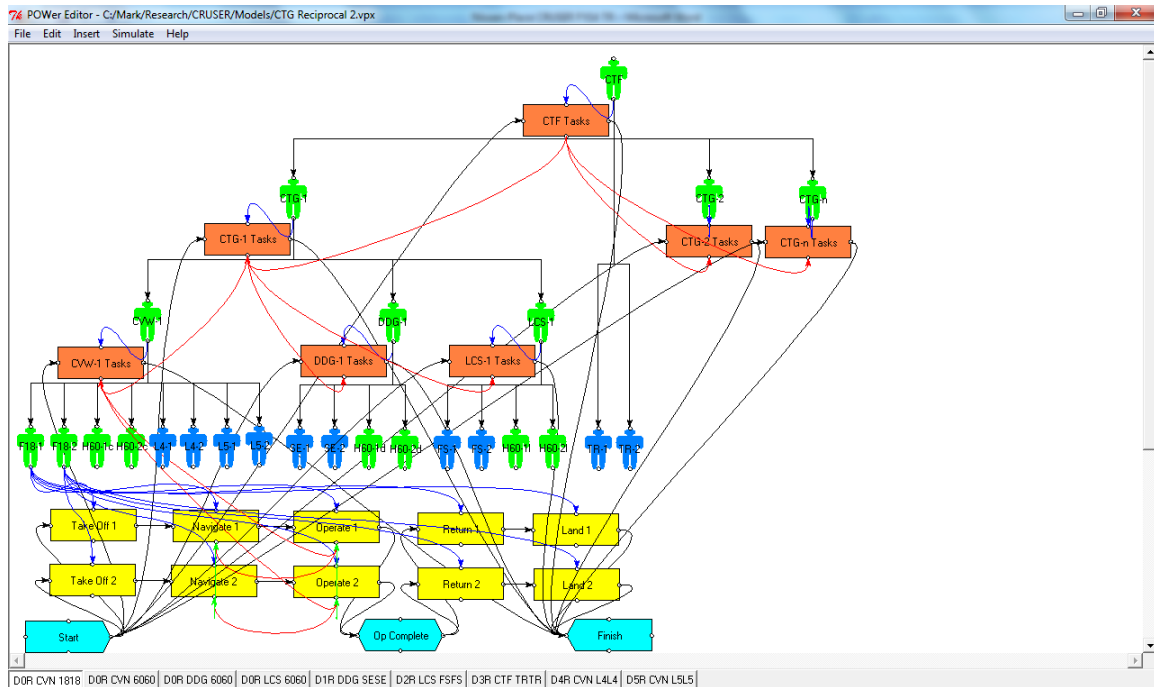 POWer Editor - C:/Mark/Research/CRUSER/Models/CTG Reciprocal 2.vpx
File Edit Insert Simulate Help
CTF
CTF Tasks
CTG-1
CTG-2
CTG-n
CTG-1 Tasks
CTG-2 Tasks
CTG-n Tasks
CVW-1
DDG-1
LCS-1
CVW-1 Tasks
DDG-1 Tasks
LCS-1 Tasks
F18-1 F18-2 H60-1c H60-2c L4-1 L4-2 L5-1 L5-2 SE-1 SE-2 H60-1d H60-2d FS-1 FS-2 H60-1l H60-2l TR-1 TR-2
Take Off 1 Navigate 1 Operate 1 Return 1 Land 1
Take Off 2 Navigate 2 Operate 2 Return 2 Land 2
Start Op Complete Finish
D0R CVN 1818 D0R CVN 6060 D0R DDG 6060 D0R LCS 6060 D1R DDG SESE D2R LCS FSFS D3R CTF TRTR D4R CVN L4L4 D5R CVN L5L5